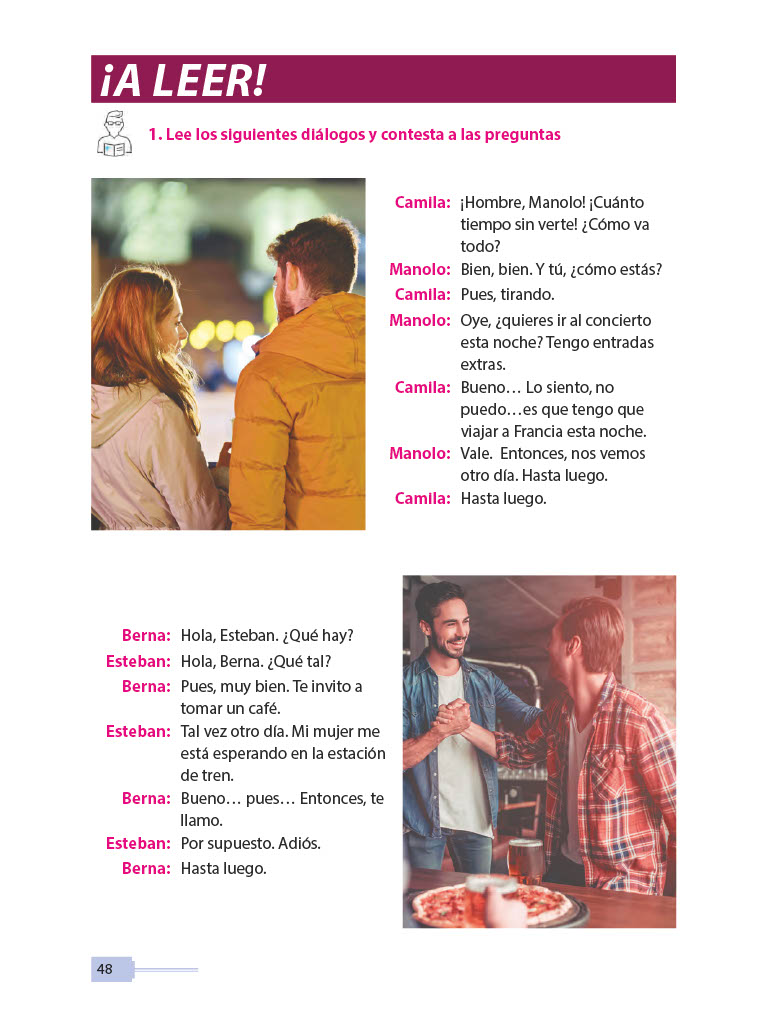 ¡A LEER!
1. Lee los siguientes diálogos y contesta a las preguntas
Camila: ¡Hombre, Manolo! ¡Cuánto
tiempo sin verte! ¿Cómo va
todo?
Manolo: Bien, bien. Y tú, ¿cómo estás?
Camila: Pues, tirando.
Manolo: Oye, ¿quieres ir al concierto
esta noche? Tengo entradas
extras.
Camila: Bueno… Lo siento, no
puedo…es que tengo que
viajar a Francia esta noche.
Manolo: Vale. Entonces, nos vemos
otro día. Hasta luego.
Camila: Hasta luego.
Berna: Hola, Esteban. ¿Qué hay?
Esteban: Hola, Berna. ¿Qué tal?
Berna: Pues, muy bien. Te invito a
tomar un café.
Esteban: Tal vez otro día. Mi mujer me
está esperando en la estación
de tren.
Berna: Bueno… pues… Entonces, te
llamo.
Esteban: Por supuesto. Adiós.
Berna: Hasta luego.
48